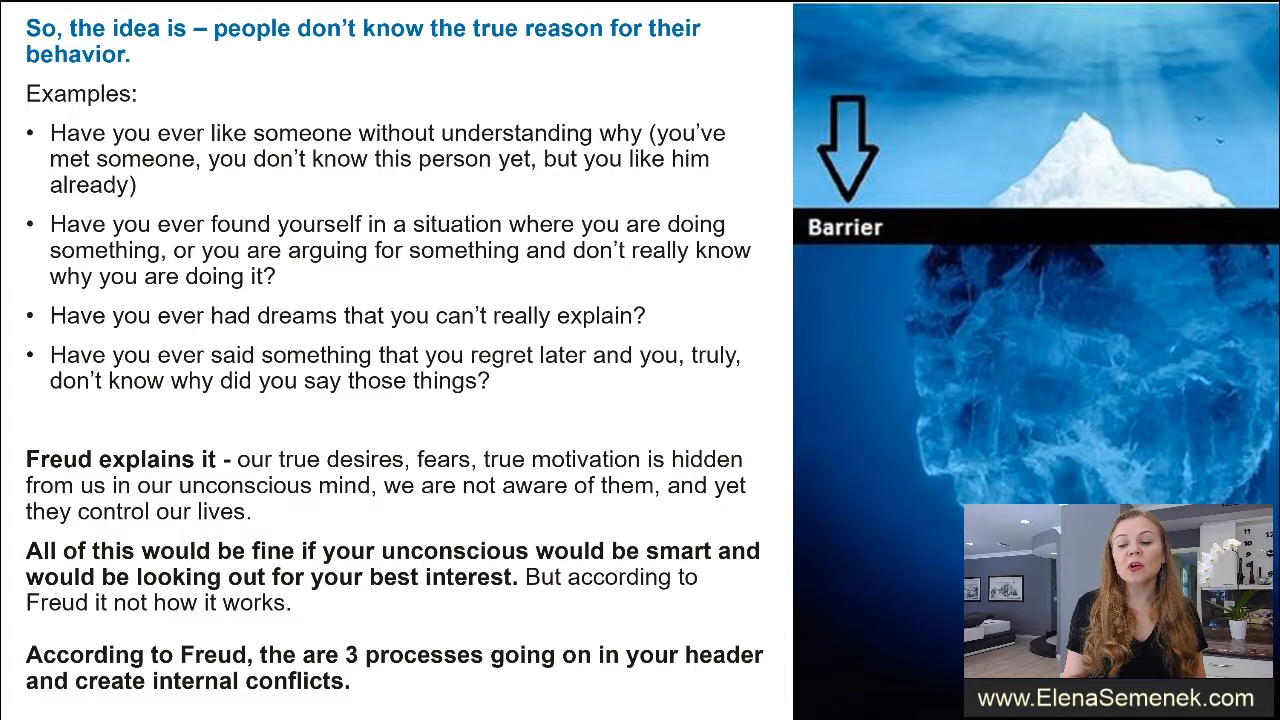 So, the idea is – people don’t know the true reason for their
behavior.
Examples:
• Have you ever like someone without understanding why (you’ve
met someone, you don’t know this person yet, but you like him
already)
• Have you ever found yourself in a situation where you are doing
something, or you are arguing for something and don’t really know
why you are doing it?
• Have you ever had dreams that you can’t really explain?
• Have you ever said something that you regret later and you, truly,
don’t know why did you say those things?
Freud explains it - our true desires, fears, true motivation is hidden
from us in our unconscious mind, we are not aware of them, and yet
they control our lives.
All of this would be fine if your unconscious would be smart and
would be looking out for your best interest. But according to
Freud it not how it works.
According to Freud, the are 3 processes going on in your header
and create internal conflicts.
Barrier
www.ElenaSemenek.com